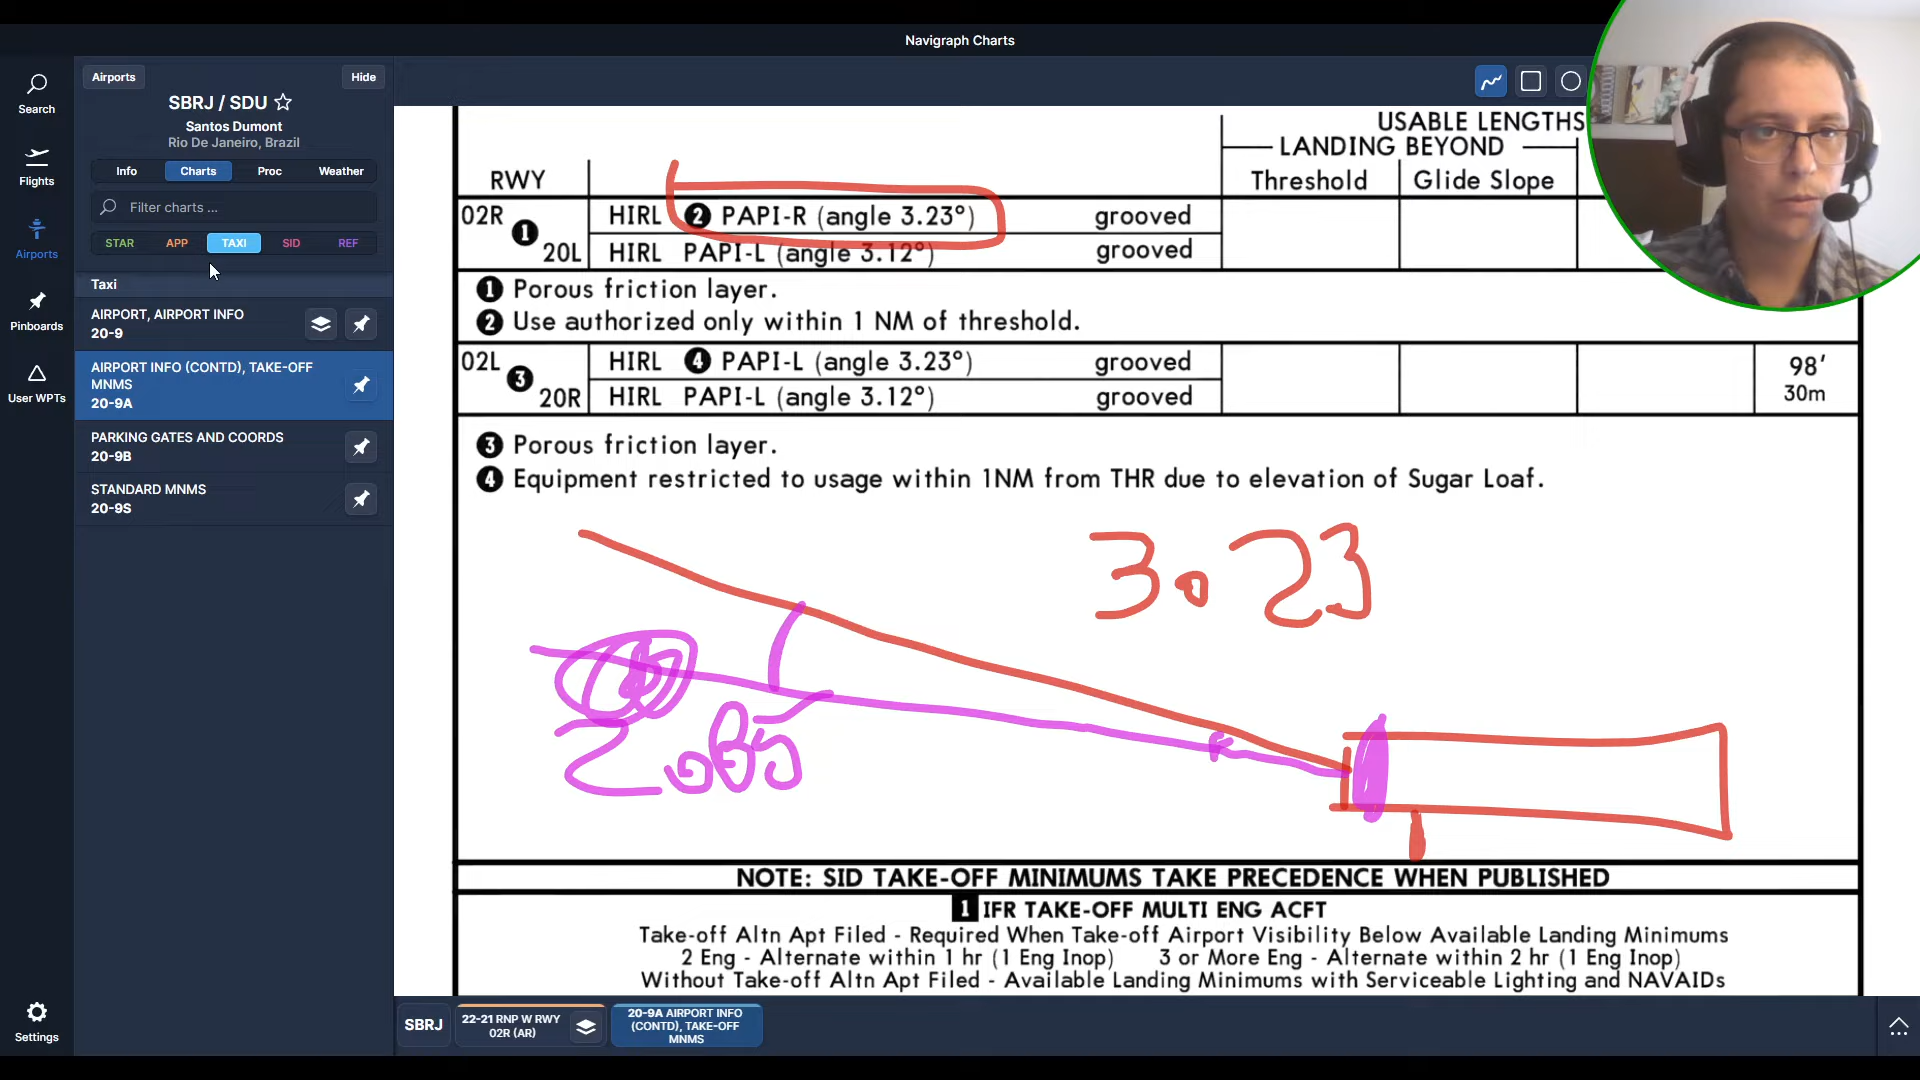 Navigraph Charts
Search
Flights
Airports
Pinboards
User WPTs
Settings
Airports
Hide
SBRJ / SDU
Santos Dumont
Rio De Janeiro, Brazil
Info Charts Proc Weather
Filter charts ...
STAR APP TAXI SID REF
Taxi
AIRPORT, AIRPORT INFO
20-9
AIRPORT INFO (CONTD), TAKE-OFF
MNMS
20-9A
PARKING GATES AND COORDS
20-9B
STANDARD MNMS
20-9S
USABLE LENGTHS
LANDING BEYOND
RWY Threshold Glide Slope
02R HIRL 2 PAPI-R (angle 3.23°) grooved
1
20L HIRL PAPI-L (angle 3.12°) grooved
1 Porous friction layer.
2 Use authorized only within 1 NM of threshold.
02L HIRL 4 PAPI-L (angle 3.23°) grooved 98'
3
20R HIRL PAPI-L (angle 3.12°) grooved 30m
3 Porous friction layer.
4 Equipment restricted to usage within 1NM from THR due to elevation of Sugar Loaf.
3.23
NOTE: SID TAKE-OFF MINIMUMS TAKE PRECEDENCE WHEN PUBLISHED
1 IFR TAKE-OFF MULTI ENG ACFT
Take-off Altn Apt Filed - Required When Take-off Airport Visibility Below Available Landing Minimums
2 Eng - Alternate within 1 hr (1 Eng Inop) 3 or More Eng - Alternate within 2 hr (1 Eng Inop)
Without Take-off Altn Apt Filed - Available Landing Minimums with Serviceable Lighting and NAVAIDs
SBRJ
22-21 RNP W RWY
02R (AR)
20-9A AIRPORT INFO
(CONTD), TAKE-OFF
MNMS